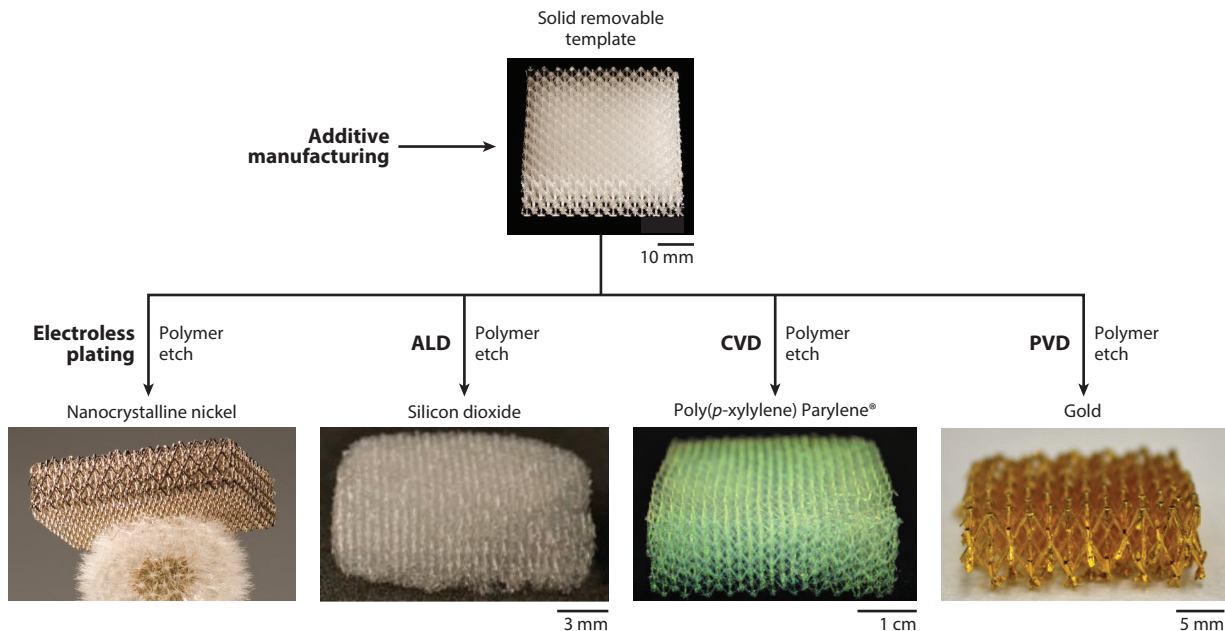 Solid removable
template
Additive
manufacturing
10 mm
Electroless
plating
Polymer
etch
ALD
Polymer
etch
CVD
Polymer
etch
PVD
Polymer
etch
Nanocrystalline nickel
Silicon dioxide
Poly(p-xylylene) Parylene®
Gold
3 mm
1 cm
5 mm